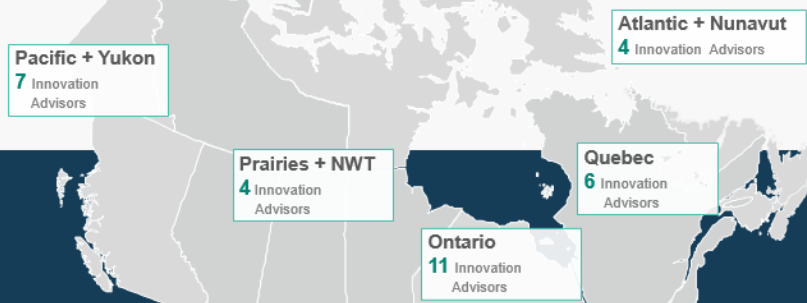 Atlantic + Nunavut
4 Innovation Advisors
Pacific + Yukon
7 Innovation
Advisors
Prairies + NWT
4 Innovation
Advisors
Quebec
6 Innovation
Advisors
Ontario
11 Innovation
Advisors